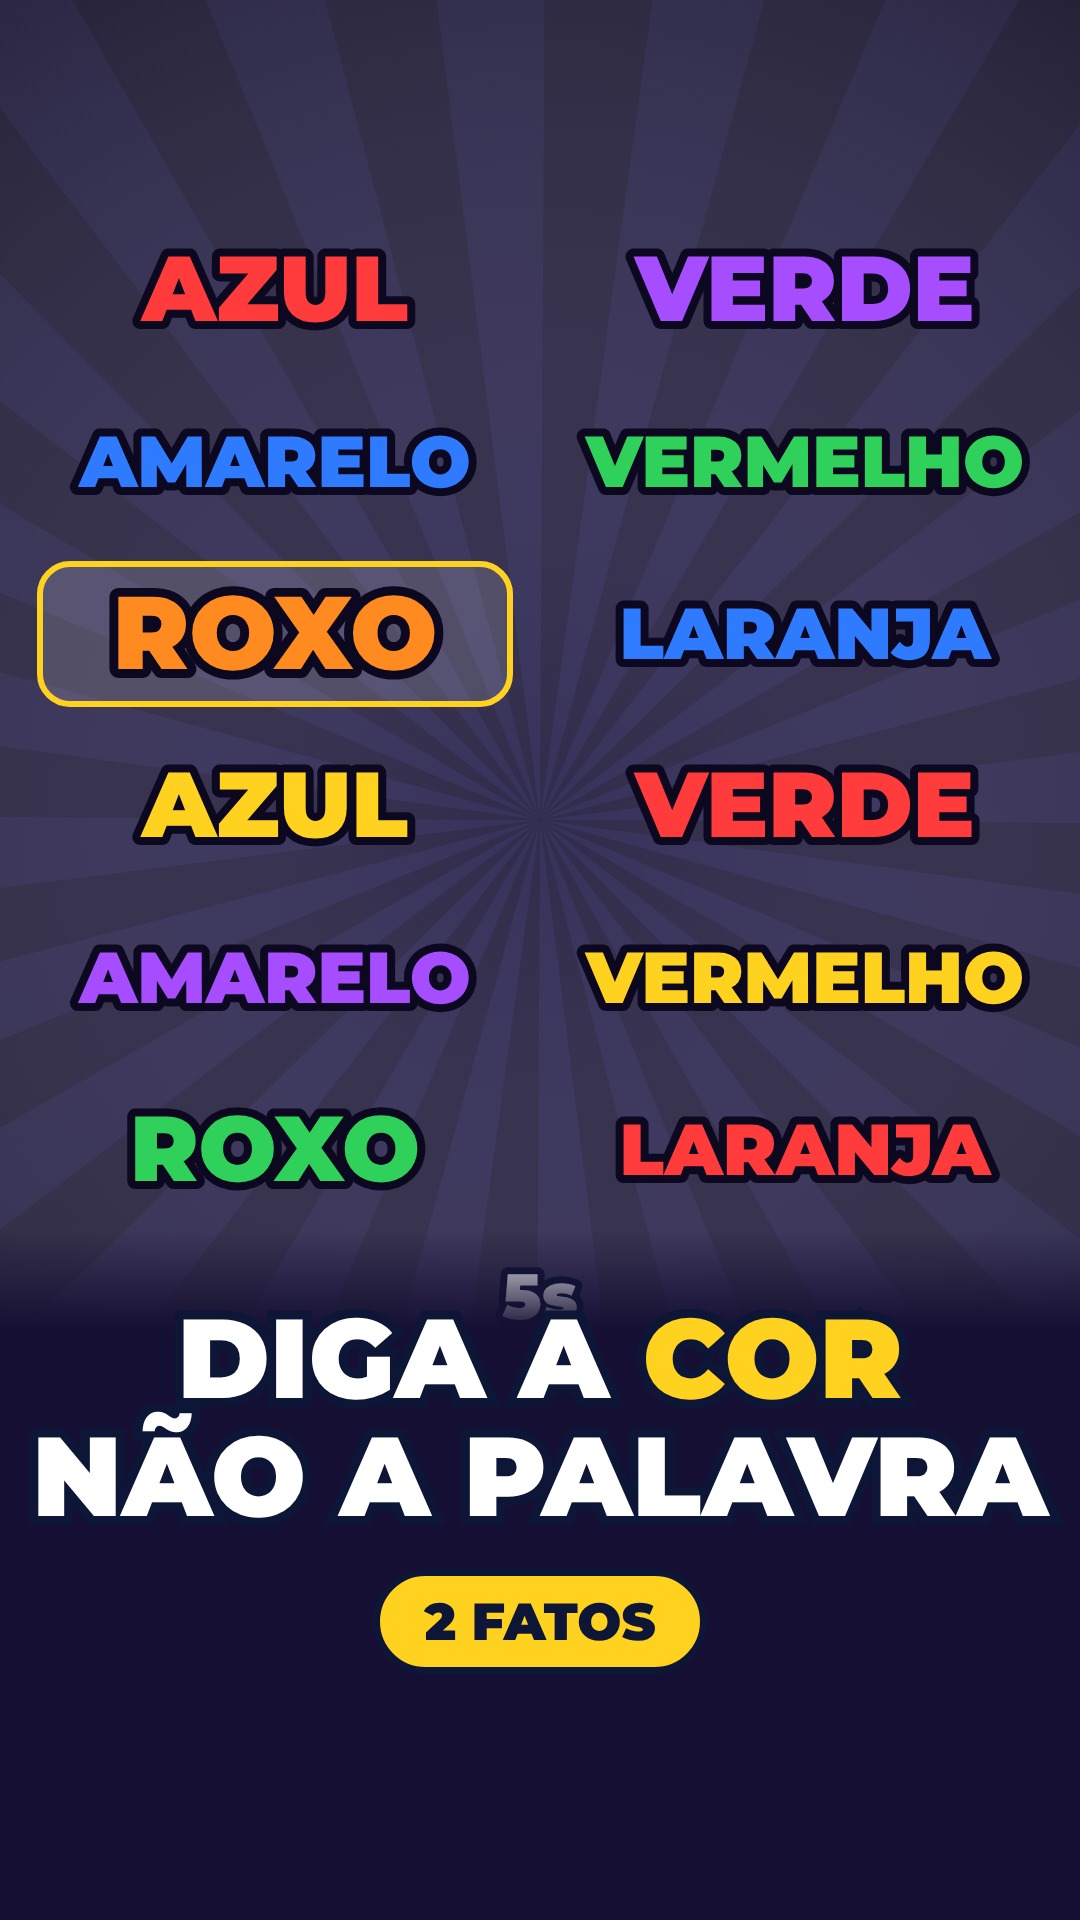 AZUL VERDE
AMARELO VERMELHO
ROXO LARANJA
AZUL VERDE
AMARELO VERMELHO
ROXO LARANJA
5s
DIGA A COR
NÃO A PALAVRA
2 FATOS